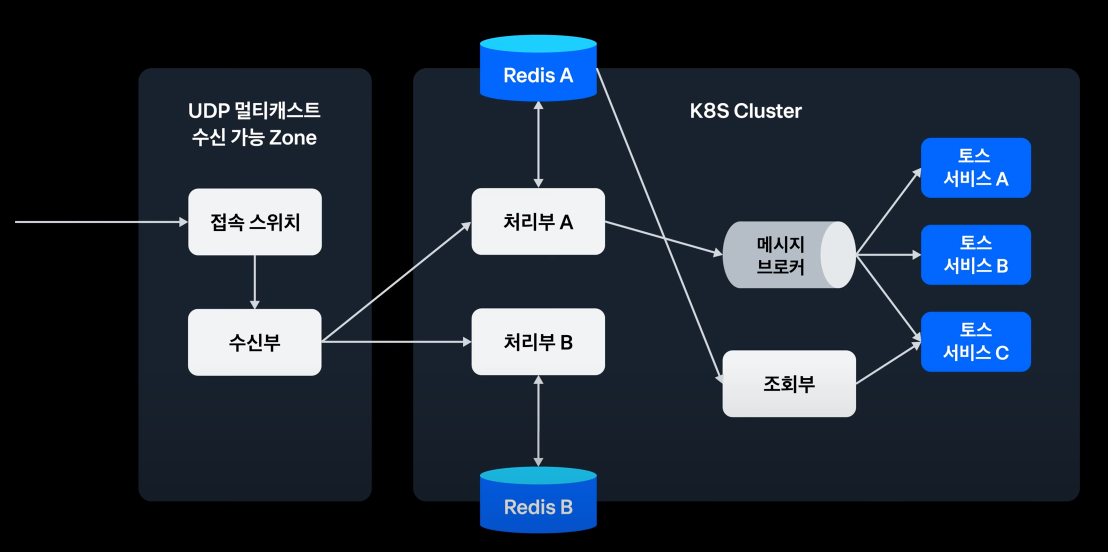 Redis A
UDP 멀티캐스트
수신 가능 Zone
K8S Cluster
접속 스위치
처리부 A
메시지
브로커
토스
서비스 A
토스
서비스 B
토스
서비스 C
수신부
처리부 B
조회부
Redis B